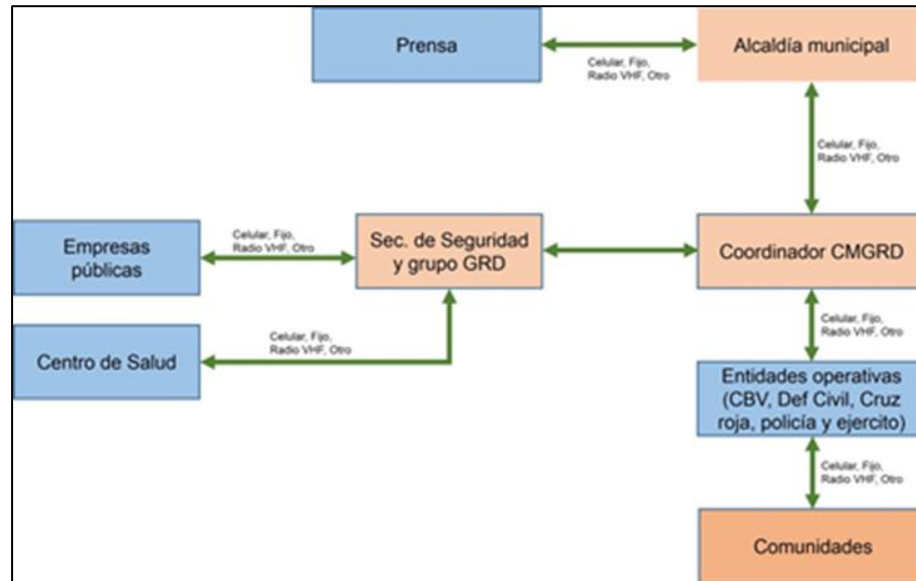 Prensa
Alcaldía municipal
Celular, Fijo,
Radio VHF, Otro
Celular, Fijo,
Radio VHF, Otro
Empresas
públicas
Celular, Fijo,
Radio VHF, Otro
Sec. de Seguridad
y grupo GRD
Coordinador CMGRD
Celular, Fijo,
Radio VHF, Otro
Centro de Salud
Celular, Fijo,
Radio VHF, Otro
Entidades operativas
(CBV, Def Civil, Cruz
roja, policía y ejercito)
Celular, Fijo,
Radio VHF, Otro
Comunidades